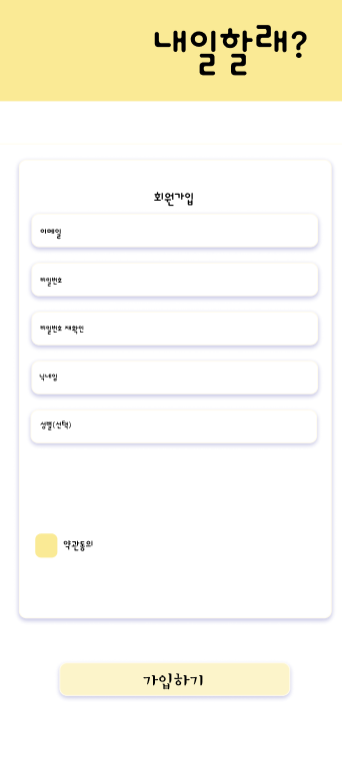 내일할래?
회원가입
이메일
비밀번호
비밀번호 재확인
닉네임
성별(선택)
약관동의
가입하기